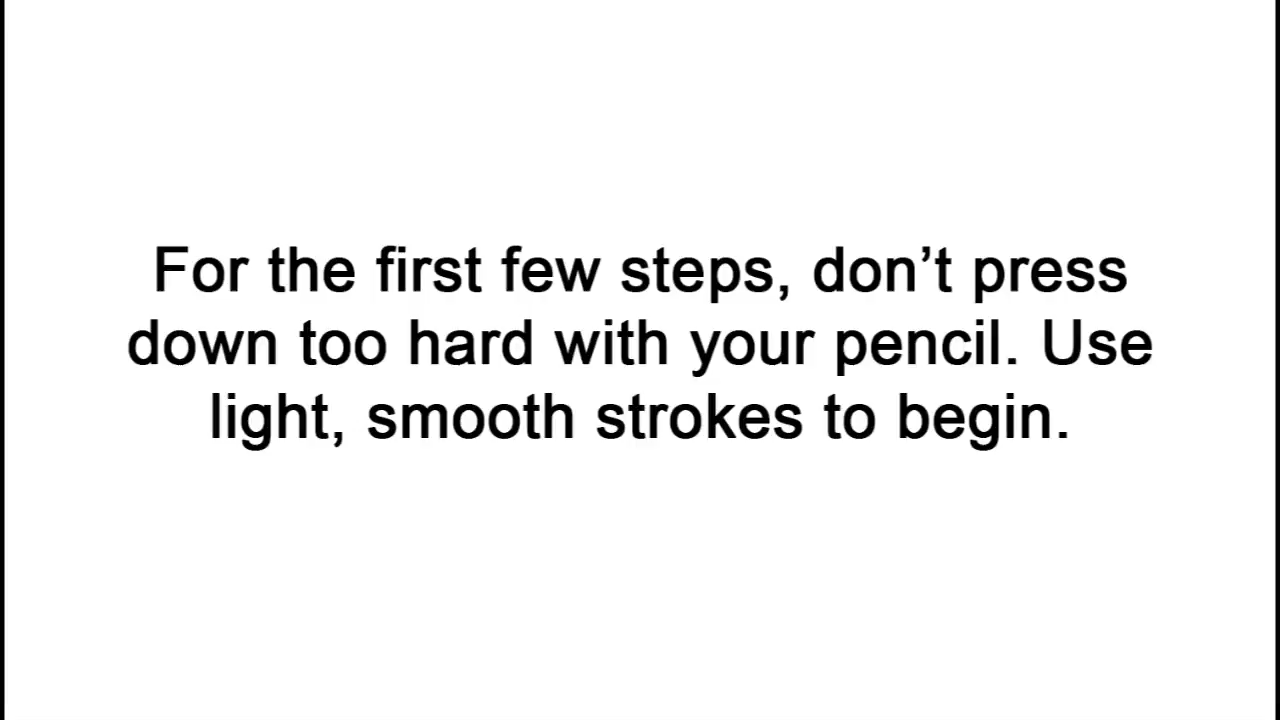 For the first few steps, don’t press
down too hard with your pencil. Use
light, smooth strokes to begin.